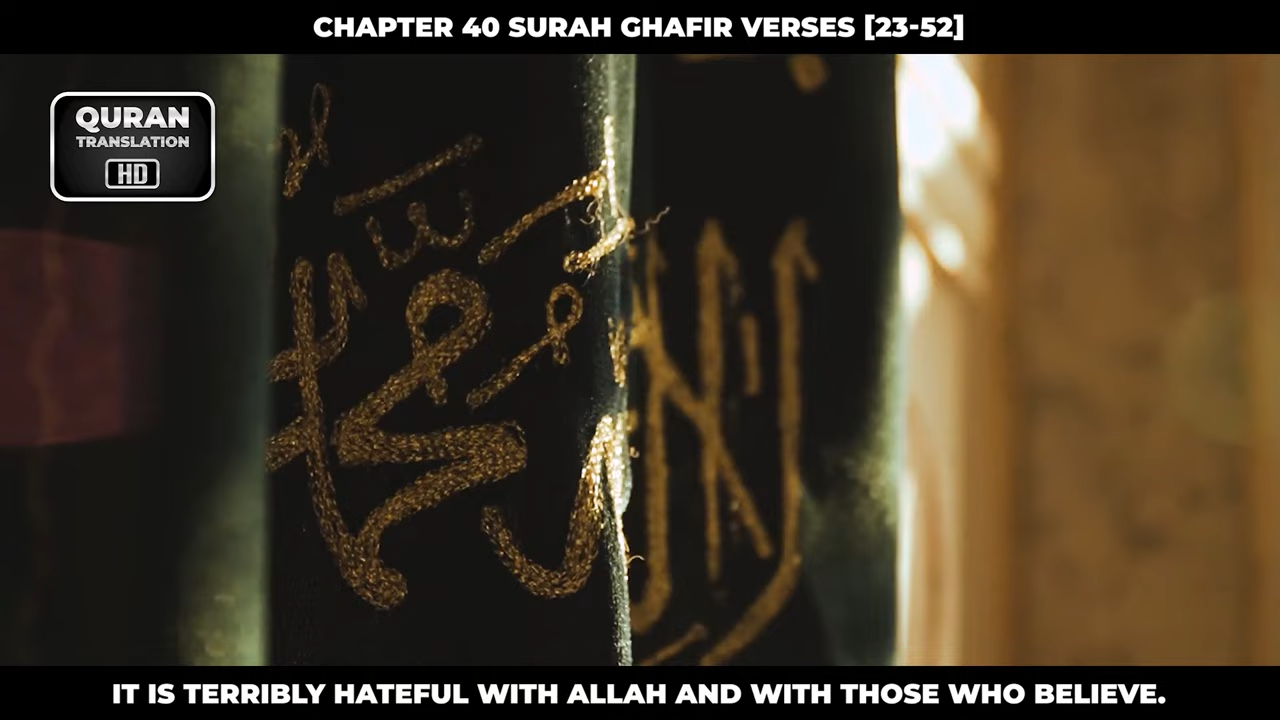 CHAPTER 40 SURAH GHAFIR VERSES [23-52]
QURAN
TRANSLATION
HD
IT IS TERRIBLY HATEFUL WITH ALLAH AND WITH THOSE WHO BELIEVE.